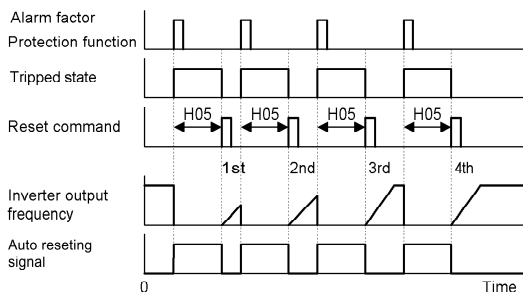 Alarm factor
Protection function
Tripped state
H05 H05 H05 H05
Reset command
1st 2nd 3rd 4th
Inverter output
frequency
Auto reseting
signal
0 Time